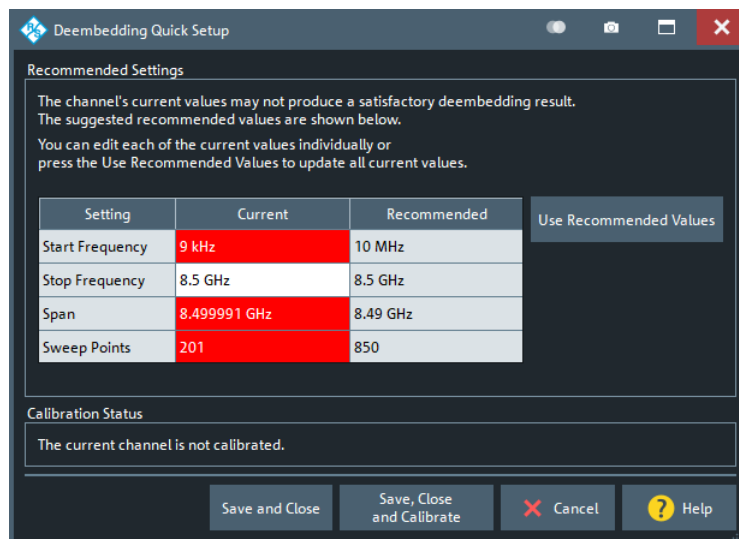 Deembedding Quick Setup
Recommended Settings
The channel's current values may not produce a satisfactory deembedding result.
The suggested recommended values are shown below.
You can edit each of the current values individually or
press the Use Recommended Values to update all current values.
Setting Current Recommended
Use Recommended Values
Start Frequency 9 kHz 10 MHz
Stop Frequency 8.5 GHz 8.5 GHz
Span 8.499991 GHz 8.49 GHz
Sweep Points 201 850
Calibration Status
The current channel is not calibrated.
Save and Close
Save, Close
and Calibrate
Cancel
? Help